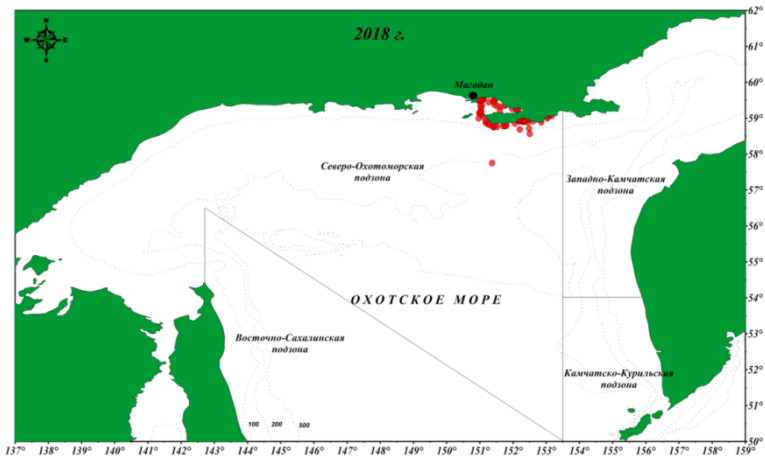 62°
N
W E
S
2018 г.
61°
Магадан
60°
59°
58°
Северо-Охотоморская
подзона
Западно-Камчатская
подзона
57°
56°
55°
ОХОТСКОЕ МОРЕ
54°
Восточно-Сахалинская
подзона
53°
52°
Камчатско-Курильская
подзона
51°
100 200 500
50°
137° 138° 139° 140° 141° 142° 143° 144° 145° 146° 147° 148° 149° 150° 151° 152° 153° 154° 155° 156° 157° 158° 159°